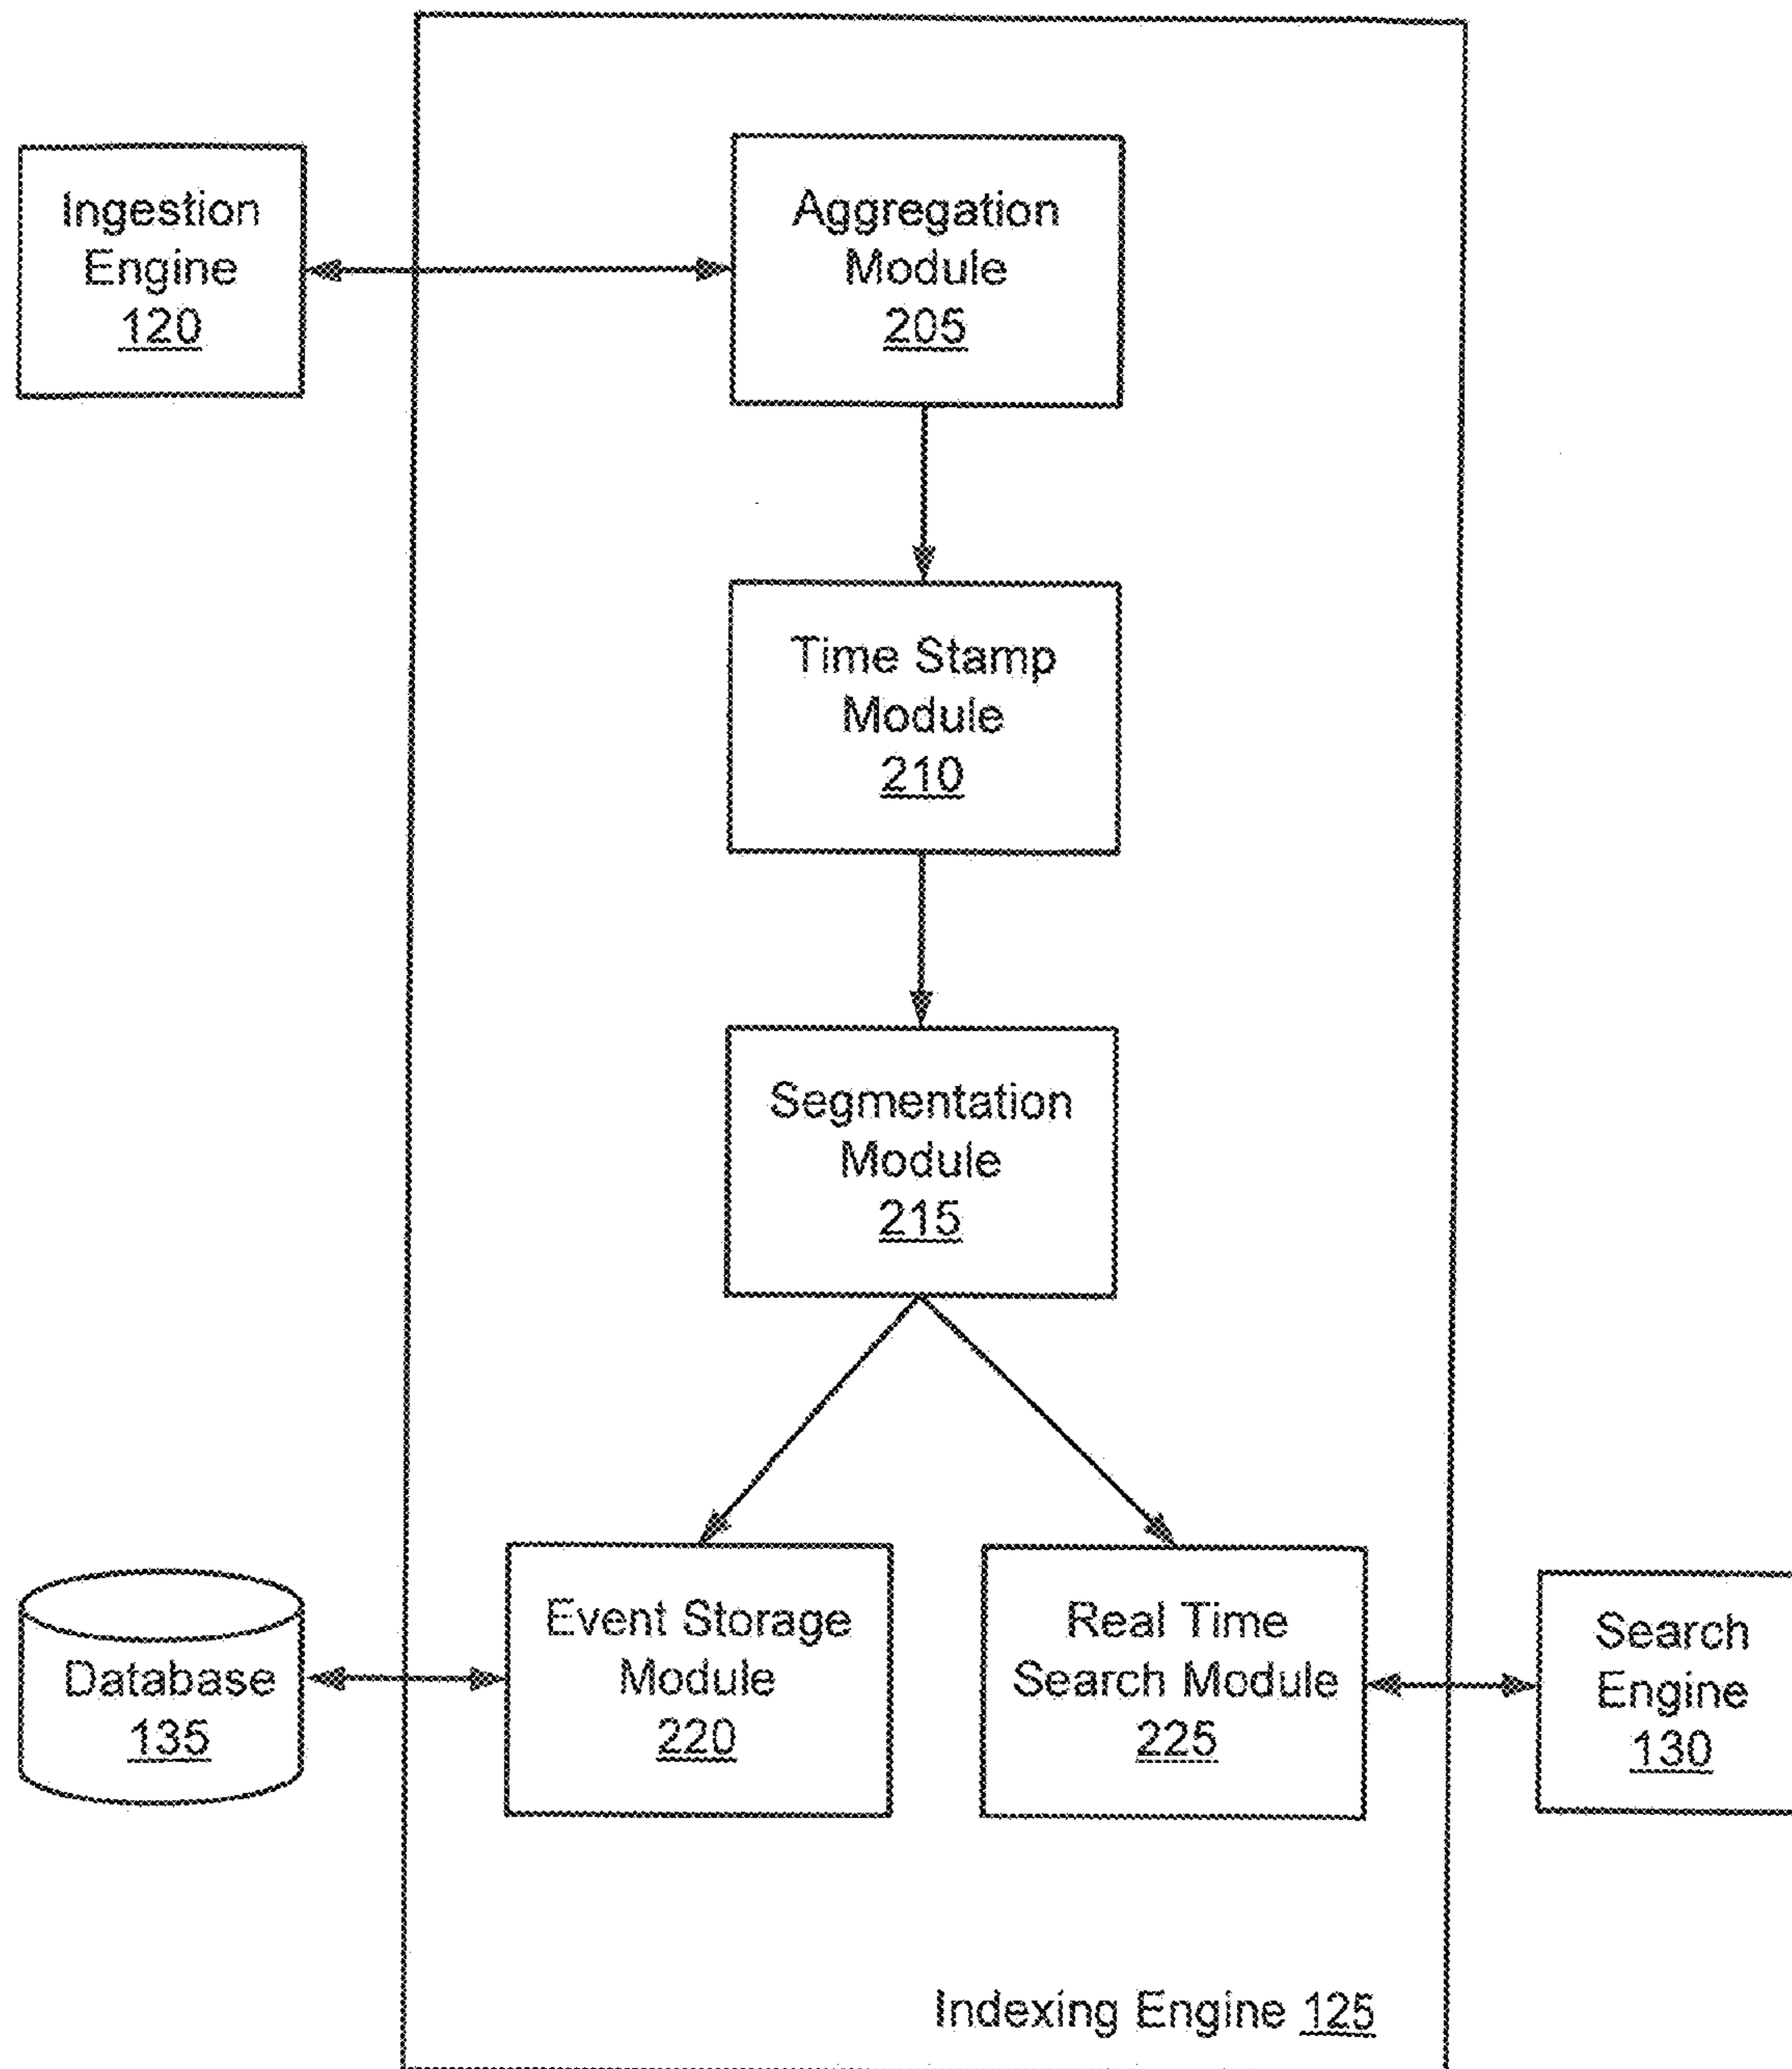 Ingestion
Engine
120
Aggregation
Module
205
Time Stamp
Module
210
Segmentation
Module
215
Database
135
Event Storage
Module
220
Real Time
Search Module
225
Search
Engine
130
Indexing Engine 125